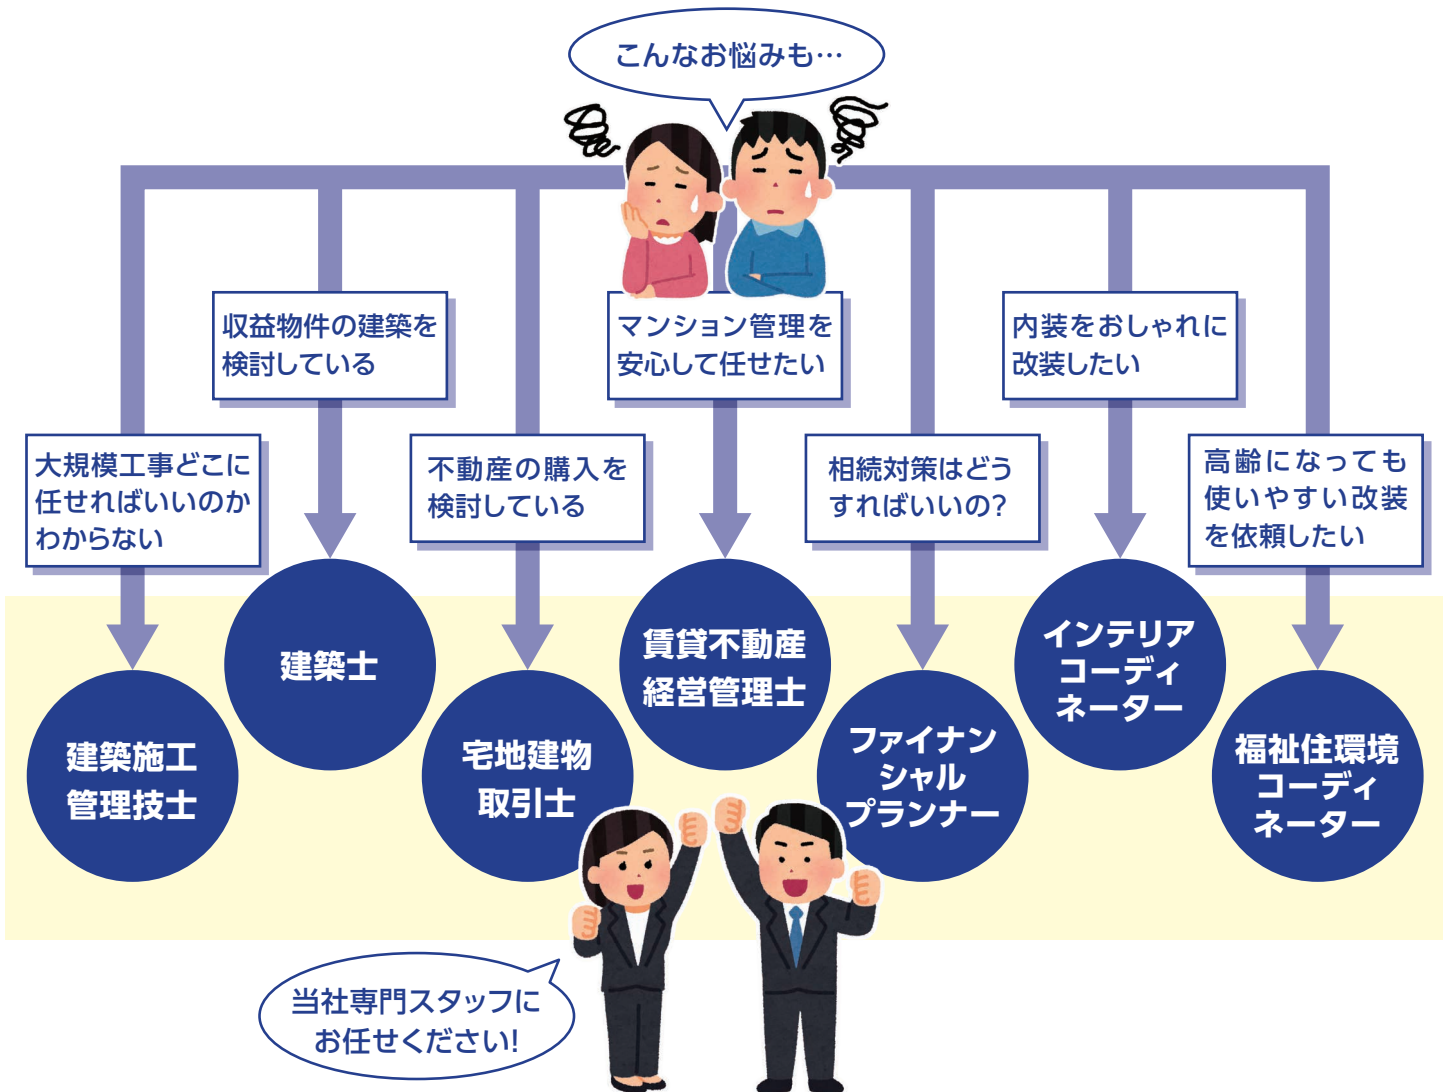 こんなお悩みも…
大規模工事どこに
任せればいいのか
わからない
収益物件の建築を
検討している
不動産の購入を
検討している
マンション管理を
安心して任せたい
相続対策はどう
すればいいの?
内装をおしゃれに
改装したい
高齢になっても
使いやすい改装
を依頼したい
建築施工
管理技士
建築士
宅地建物
取引士
賃貸不動産
経営管理士
ファイナン
シャル
プランナー
インテリア
コーディ
ネーター
福祉住環境
コーディ
ネーター
当社専門スタッフに
お任せください!